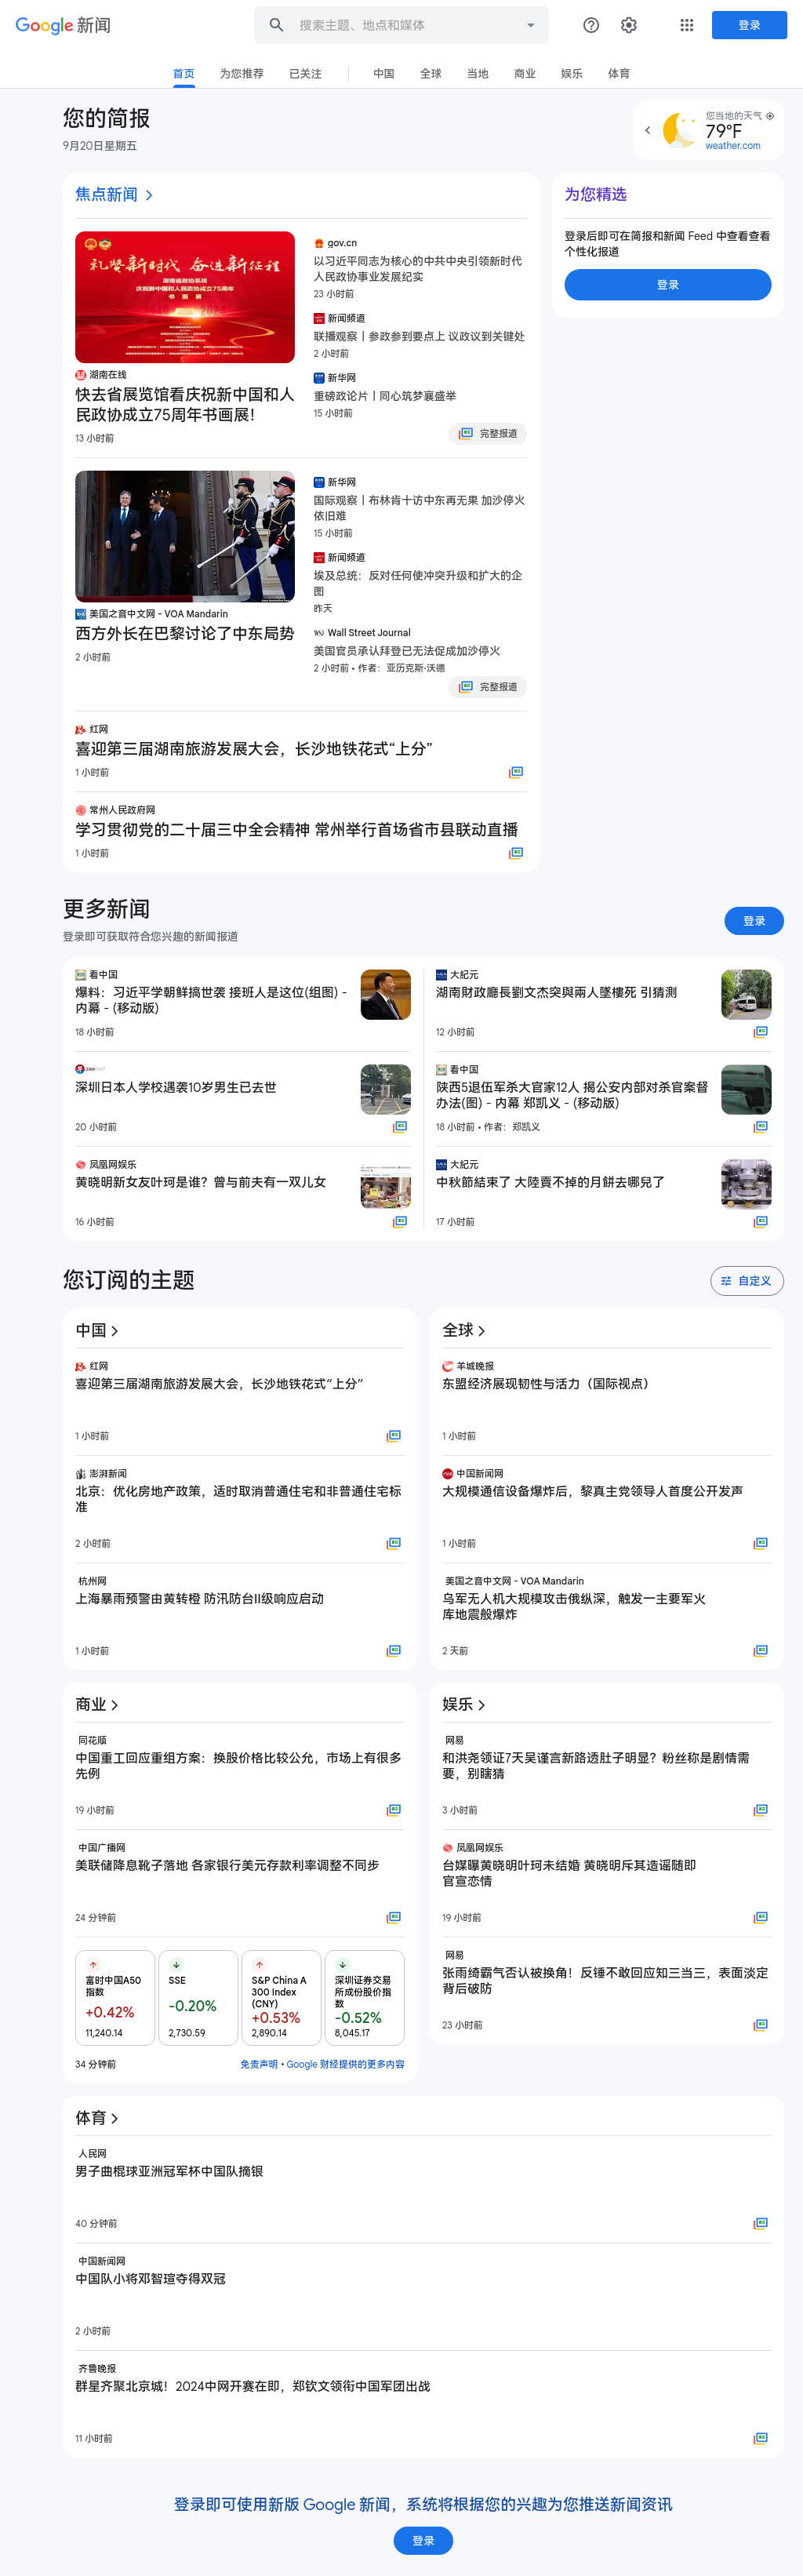 Google 新闻
搜索主题、地点和媒体
登录
首页
为您推荐
已关注
中国
全球
当地
商业
娱乐
体育
您的简报
9月20日星期五
您当地的天气
79°F
weather.com
焦点新闻
礼赞新时代 奋进新征程
湖南省政协系统
庆祝新中国和人民政协成立75周年
书画展
湖南在线
快去省展览馆看庆祝新中国和人
民政协成立75周年书画展！
13 小时前
gov.cn
以习近平同志为核心的中共中央引领新时代
人民政协事业发展纪实
23 小时前
新闻频道
联播观察丨参政参到要点上 议政议到关键处
2 小时前
新华网
重磅政论片丨同心筑梦襄盛举
15 小时前
完整报道
美国之音中文网 - VOA Mandarin
西方外长在巴黎讨论了中东局势
2 小时前
新华网
国际观察丨布林肯十访中东再无果 加沙停火
依旧难
15 小时前
新闻频道
埃及总统：反对任何使冲突升级和扩大的企
图
昨天
WSJ Wall Street Journal
美国官员承认拜登已无法促成加沙停火
2 小时前 • 作者：亚历克斯·沃德
完整报道
红网
喜迎第三届湖南旅游发展大会，长沙地铁花式“上分”
1 小时前
常州人民政府网
学习贯彻党的二十届三中全会精神 常州举行首场省市县联动直播
1 小时前
为您精选
登录后即可在简报和新闻 Feed 中查看查看
个性化报道
登录
更多新闻
登录即可获取符合您兴趣的新闻报道
登录
看中国
爆料：习近平学朝鲜搞世袭 接班人是这位(组图) -
内幕 - (移动版)
18 小时前
深圳日本人学校遇袭10岁男生已去世
20 小时前
凤凰网娱乐
黄晓明新女友叶珂是谁？曾与前夫有一双儿女
16 小时前
大紀元
湖南財政廳長劉文杰突與兩人墜樓死 引猜測
12 小时前
看中国
陕西5退伍军杀大官家12人 揭公安内部对杀官案督
办法(图) - 内幕 郑凯义 - (移动版)
18 小时前 • 作者：郑凯义
大紀元
中秋節結束了 大陸賣不掉的月餅去哪兒了
17 小时前
您订阅的主题
自定义
中国
红网
喜迎第三届湖南旅游发展大会，长沙地铁花式“上分”
1 小时前
澎湃新闻
北京：优化房地产政策，适时取消普通住宅和非普通住宅标
准
2 小时前
杭州网
上海暴雨预警由黄转橙 防汛防台II级响应启动
1 小时前
全球
羊城晚报
东盟经济展现韧性与活力（国际视点）
1 小时前
中国新闻网
大规模通信设备爆炸后，黎真主党领导人首度公开发声
1 小时前
美国之音中文网 - VOA Mandarin
乌军无人机大规模攻击俄纵深，触发一主要军火
库地震般爆炸
2 天前
商业
同花顺
中国重工回应重组方案：换股价格比较公允，市场上有很多
先例
19 小时前
中国广播网
美联储降息靴子落地 各家银行美元存款利率调整不同步
24 分钟前
富时中国A50
指数
+0.42%
11,240.14
SSE
-0.20%
2,730.59
S&P China A
300 Index
(CNY)
+0.53%
2,890.14
深圳证券交易
所成份股价指
数
-0.52%
8,045.17
34 分钟前
免责声明 • Google 财经提供的更多内容
娱乐
网易
和洪尧领证7天吴谨言新路透肚子明显？粉丝称是剧情需
要，别瞎猜
3 小时前
凤凰网娱乐
台媒曝黄晓明叶珂未结婚 黄晓明斥其造谣随即
官宣恋情
19 小时前
网易
张雨绮霸气否认被换角！反锤不敢回应知三当三，表面淡定
背后破防
23 小时前
体育
人民网
男子曲棍球亚洲冠军杯中国队摘银
40 分钟前
中国新闻网
中国队小将邓智瑄夺得双冠
2 小时前
齐鲁晚报
群星齐聚北京城！2024中网开赛在即，郑钦文领衔中国军团出战
11 小时前
登录即可使用新版 Google 新闻，系统将根据您的兴趣为您推送新闻资讯
登录